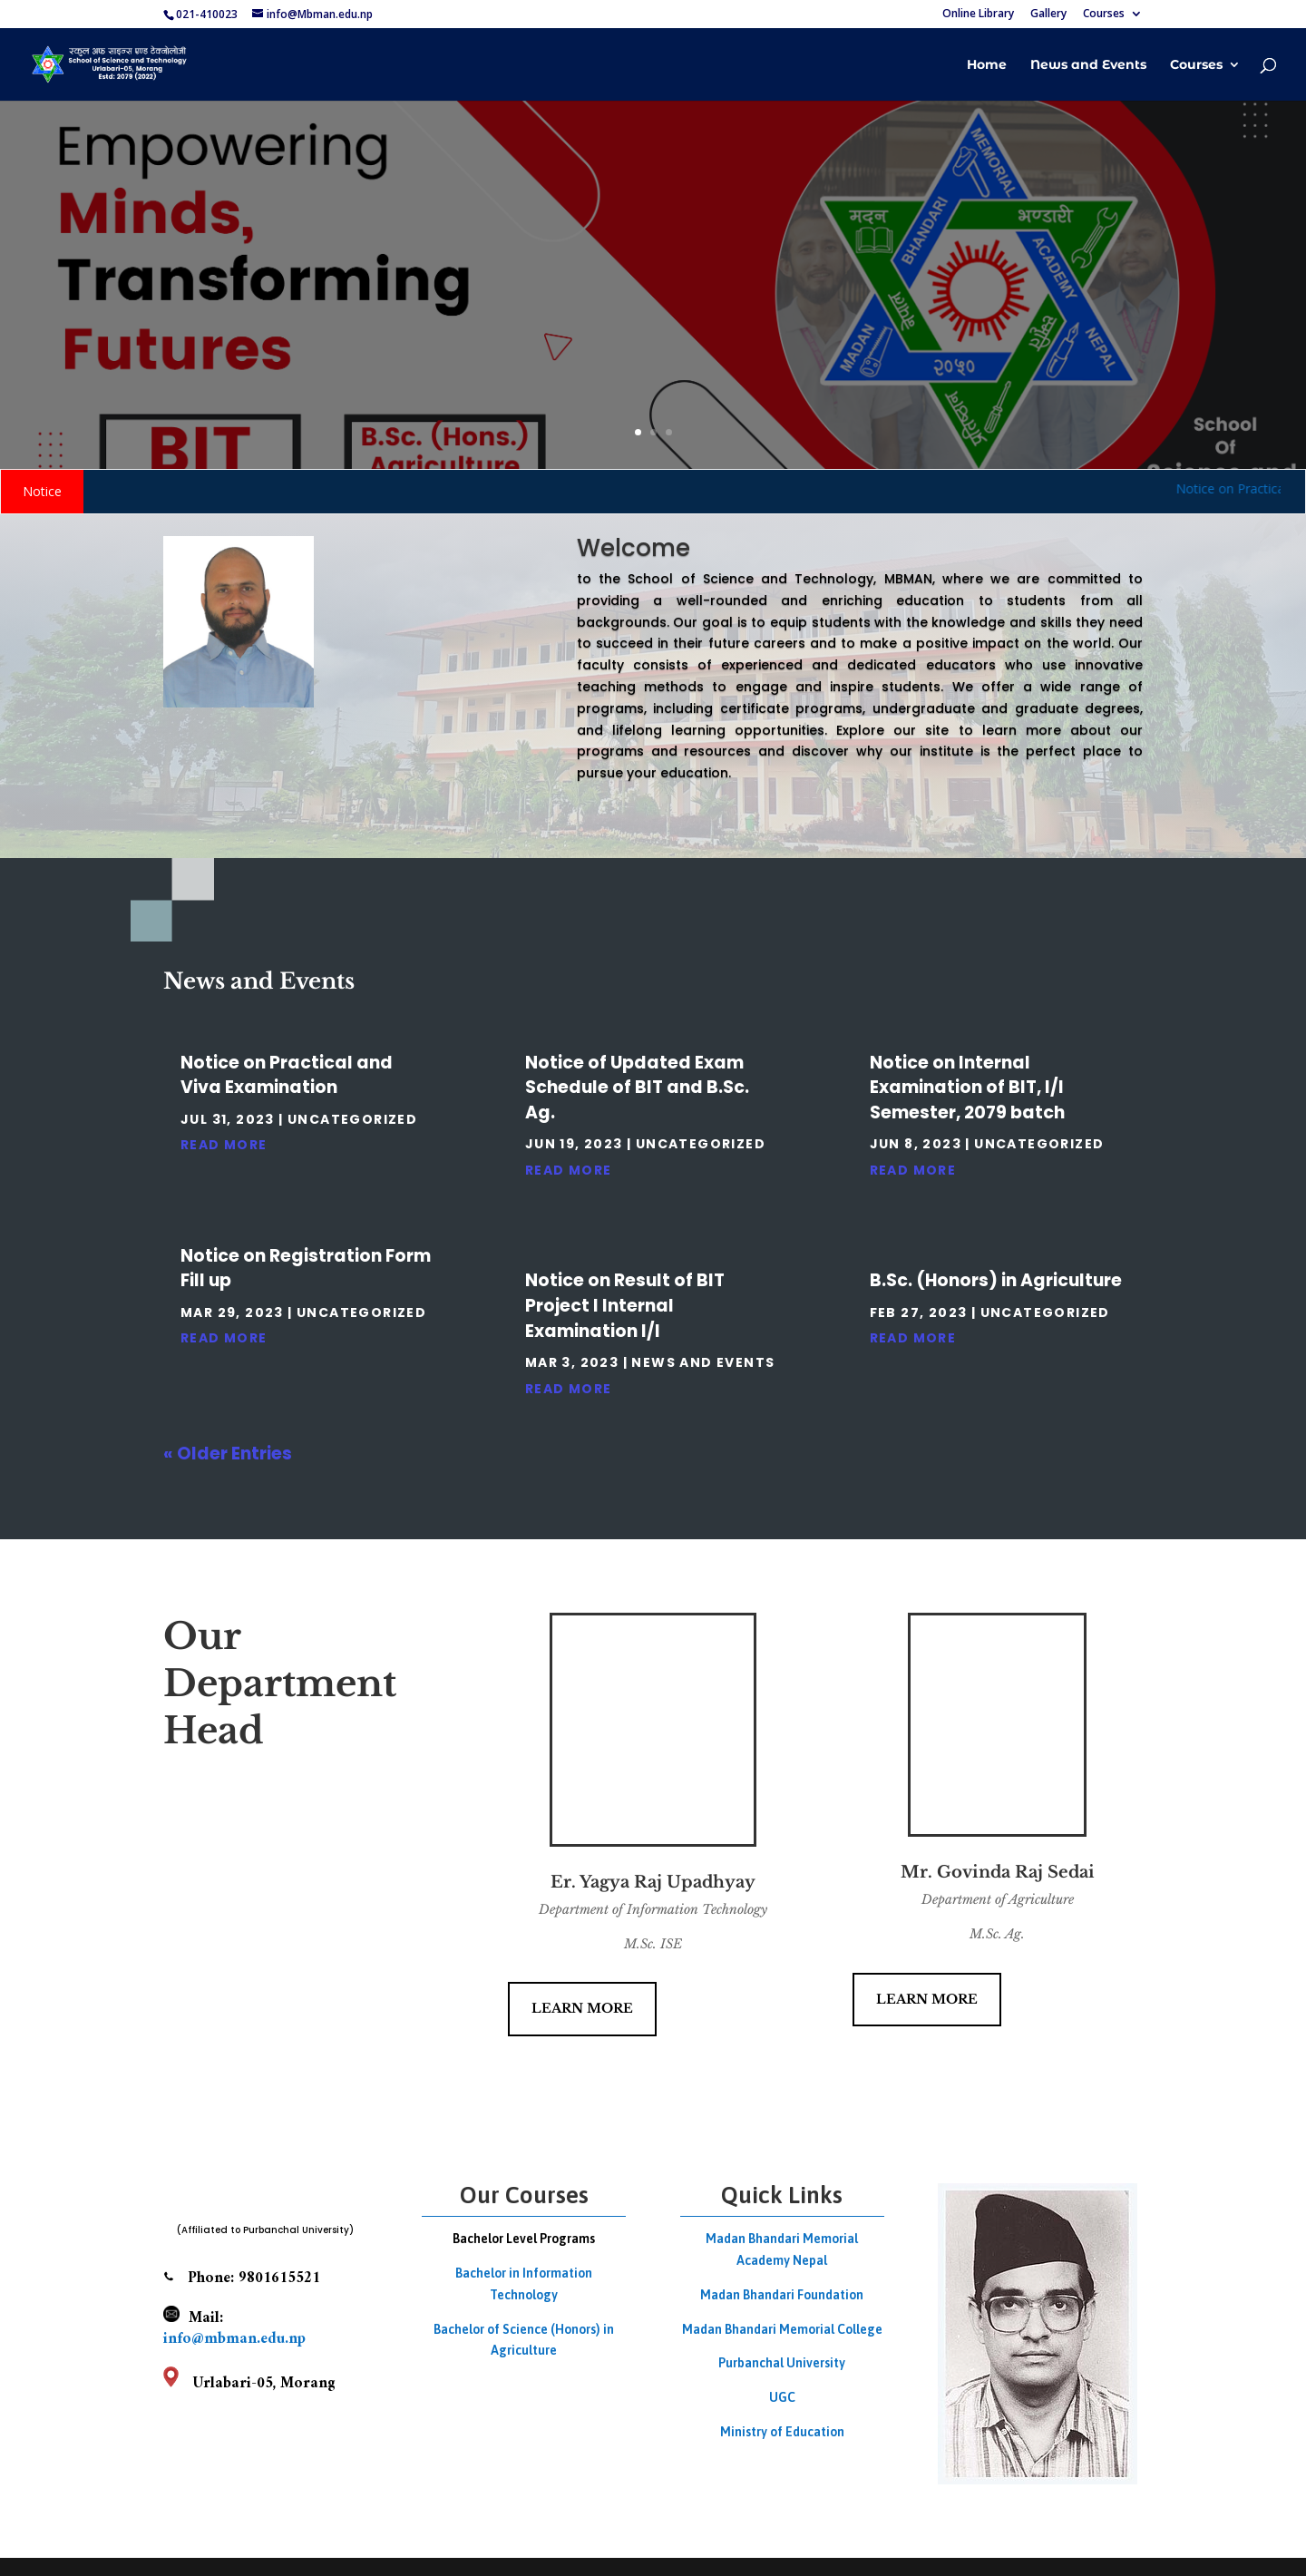 021-410023 info@Mbman.edu.np Online Library Gallery Courses
स्कुल अफ साइन्स एण्ड टेक्नोलोजी
School of Science and Technology
Urlabari-05, Morang
Estd: 2079 (2022)
Home News and Events Courses
Empowering
Minds,
Transforming
Futures
BIT
B.Sc. (Hons.)
Agriculture
MADAN BHANDARI MEMORIAL ACADEMY NEPAL
मदन भण्डारी
२०५०
School
Of
Science and
Notice
Notice on Practica
Welcome
to the School of Science and Technology, MBMAN, where we are committed to
providing a well-rounded and enriching education to students from all
backgrounds. Our goal is to equip students with the knowledge and skills they need
to succeed in their future careers and to make a positive impact on the world. Our
faculty consists of experienced and dedicated educators who use innovative
teaching methods to engage and inspire students. We offer a wide range of
programs, including certificate programs, undergraduate and graduate degrees,
and lifelong learning opportunities. Explore our site to learn more about our
programs and resources and discover why our institute is the perfect place to
pursue your education.
News and Events
Notice on Practical and
Viva Examination
JUL 31, 2023 | UNCATEGORIZED
READ MORE
Notice of Updated Exam
Schedule of BIT and B.Sc.
Ag.
JUN 19, 2023 | UNCATEGORIZED
READ MORE
Notice on Internal
Examination of BIT, I/I
Semester, 2079 batch
JUN 8, 2023 | UNCATEGORIZED
READ MORE
Notice on Registration Form
Fill up
MAR 29, 2023 | UNCATEGORIZED
READ MORE
Notice on Result of BIT
Project I Internal
Examination I/I
MAR 3, 2023 | NEWS AND EVENTS
READ MORE
B.Sc. (Honors) in Agriculture
FEB 27, 2023 | UNCATEGORIZED
READ MORE
« Older Entries
Our
Department
Head
Er. Yagya Raj Upadhyay
Department of Information Technology
M.Sc. ISE
LEARN MORE
Mr. Govinda Raj Sedai
Department of Agriculture
M.Sc. Ag.
LEARN MORE
(Affiliated to Purbanchal University)
Phone: 9801615521
Mail:
info@mbman.edu.np
Urlabari-05, Morang
Our Courses
Bachelor Level Programs
Bachelor in Information
Technology
Bachelor of Science (Honors) in
Agriculture
Quick Links
Madan Bhandari Memorial
Academy Nepal
Madan Bhandari Foundation
Madan Bhandari Memorial College
Purbanchal University
UGC
Ministry of Education